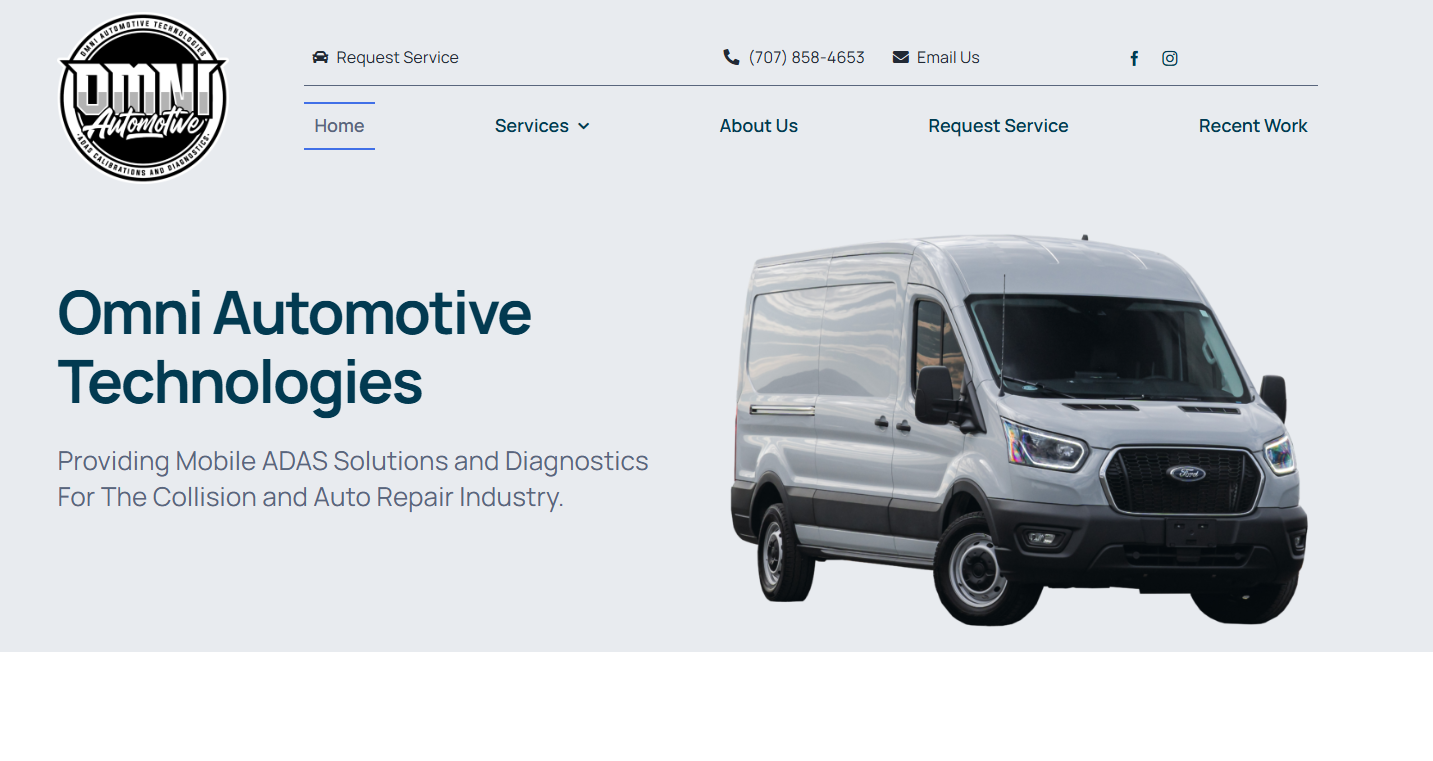 OMNI AUTOMOTIVE TECHNOLOGIES
OMNI
Automotive
ADAS CALIBRATIONS AND DIAGNOSTICS
Request Service
(707) 858-4653
Email Us
Home
Services
About Us
Request Service
Recent Work
Omni Automotive
Technologies
Providing Mobile ADAS Solutions and Diagnostics
For The Collision and Auto Repair Industry.
Ford